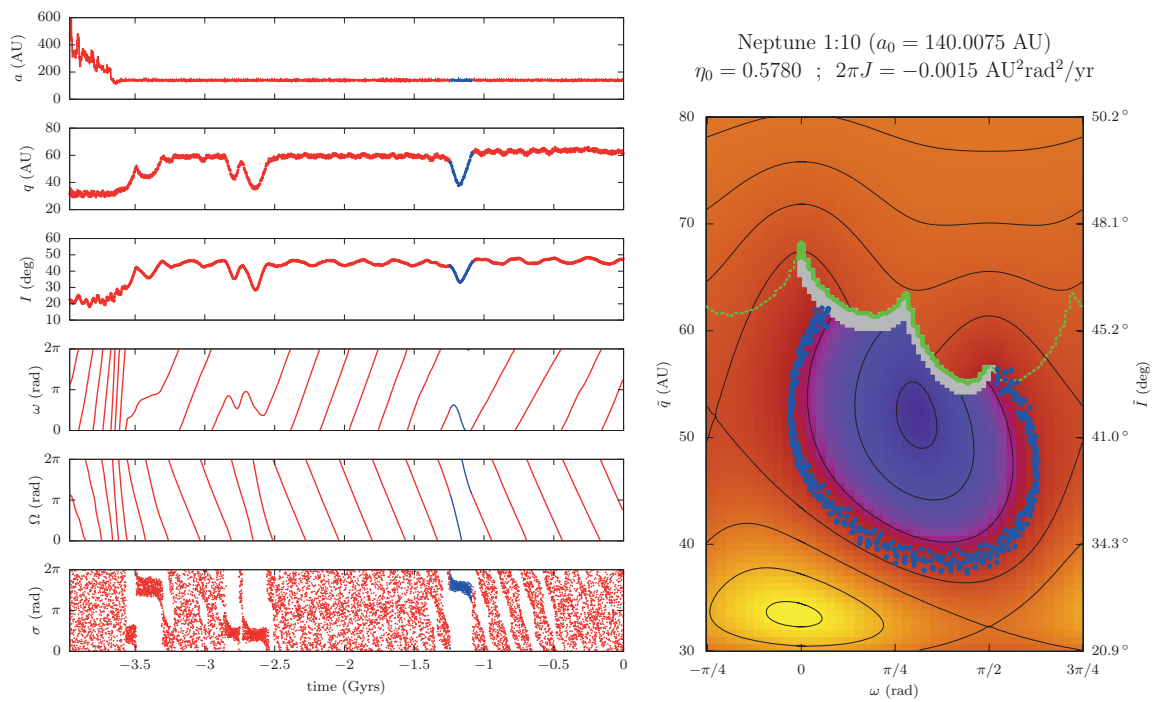 600
400
200
0
a (AU)
80
60
40
20
q (AU)
60
50
40
30
20
10
I (deg)
2π
π
0
ω (rad)
2π
π
0
Ω (rad)
2π
π
0
σ (rad)
−3.5 −3 −2.5 −2 −1.5 −1 −0.5 0
time (Gyrs)
Neptune 1:10 (a₀ = 140.0075 AU)
η₀ = 0.5780 ; 2πJ = −0.0015 AU²rad²/yr
80 50.2°
70 48.1°
60 45.2°
50 41.0°
40 34.3°
30 20.9°
q̃ (AU)
Ĩ (deg)
−π/4 0 π/4 π/2 3π/4
ω (rad)